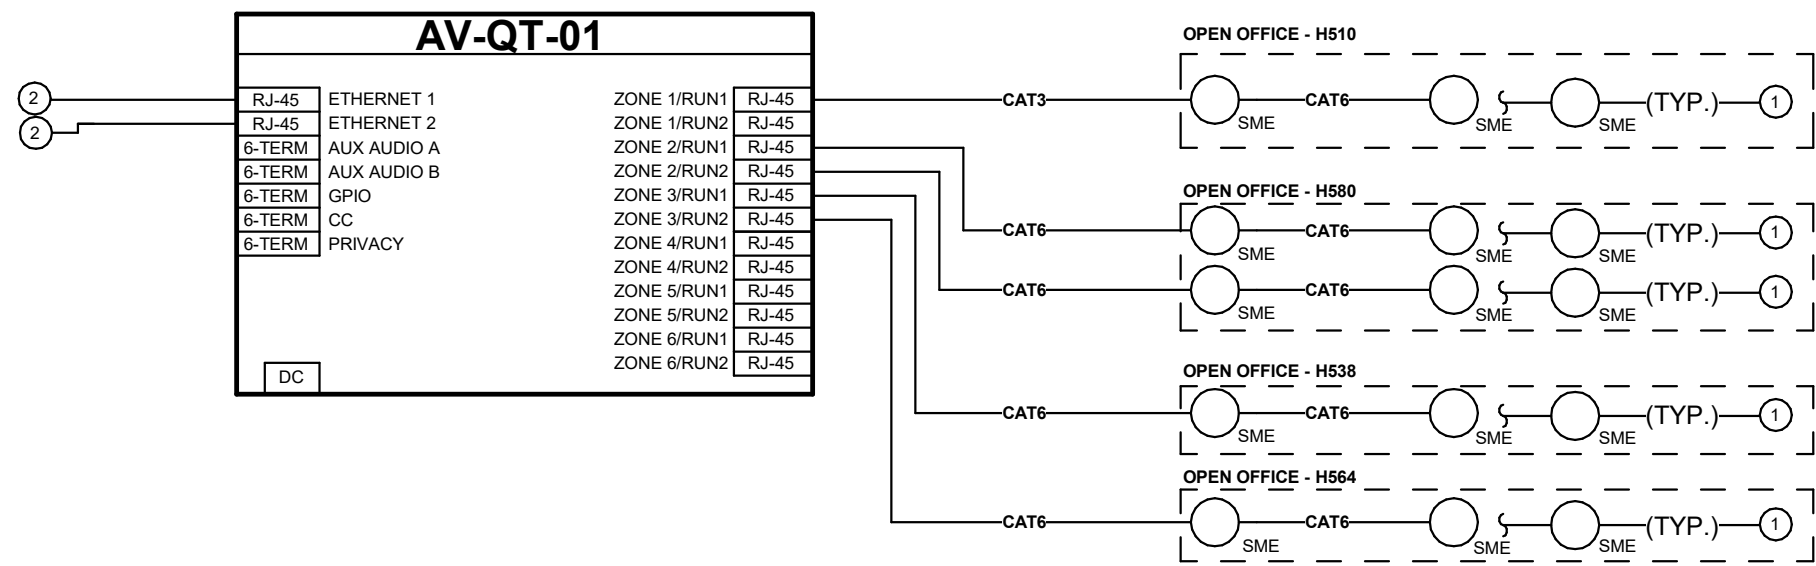 AV-QT-01
2
2
RJ-45 ETHERNET 1
RJ-45 ETHERNET 2
6-TERM AUX AUDIO A
6-TERM AUX AUDIO B
6-TERM GPIO
6-TERM CC
6-TERM PRIVACY
DC
ZONE 1/RUN1 RJ-45
ZONE 1/RUN2 RJ-45
ZONE 2/RUN1 RJ-45
ZONE 2/RUN2 RJ-45
ZONE 3/RUN1 RJ-45
ZONE 3/RUN2 RJ-45
ZONE 4/RUN1 RJ-45
ZONE 4/RUN2 RJ-45
ZONE 5/RUN1 RJ-45
ZONE 5/RUN2 RJ-45
ZONE 6/RUN1 RJ-45
ZONE 6/RUN2 RJ-45
OPEN OFFICE - H510
CAT3 CAT6 (TYP.) 1
SME SME SME
OPEN OFFICE - H580
CAT6 CAT6 (TYP.) 1
SME SME SME
CAT6 CAT6 (TYP.) 1
SME SME SME
OPEN OFFICE - H538
CAT6 CAT6 (TYP.) 1
SME SME SME
OPEN OFFICE - H564
CAT6 CAT6 (TYP.) 1
SME SME SME